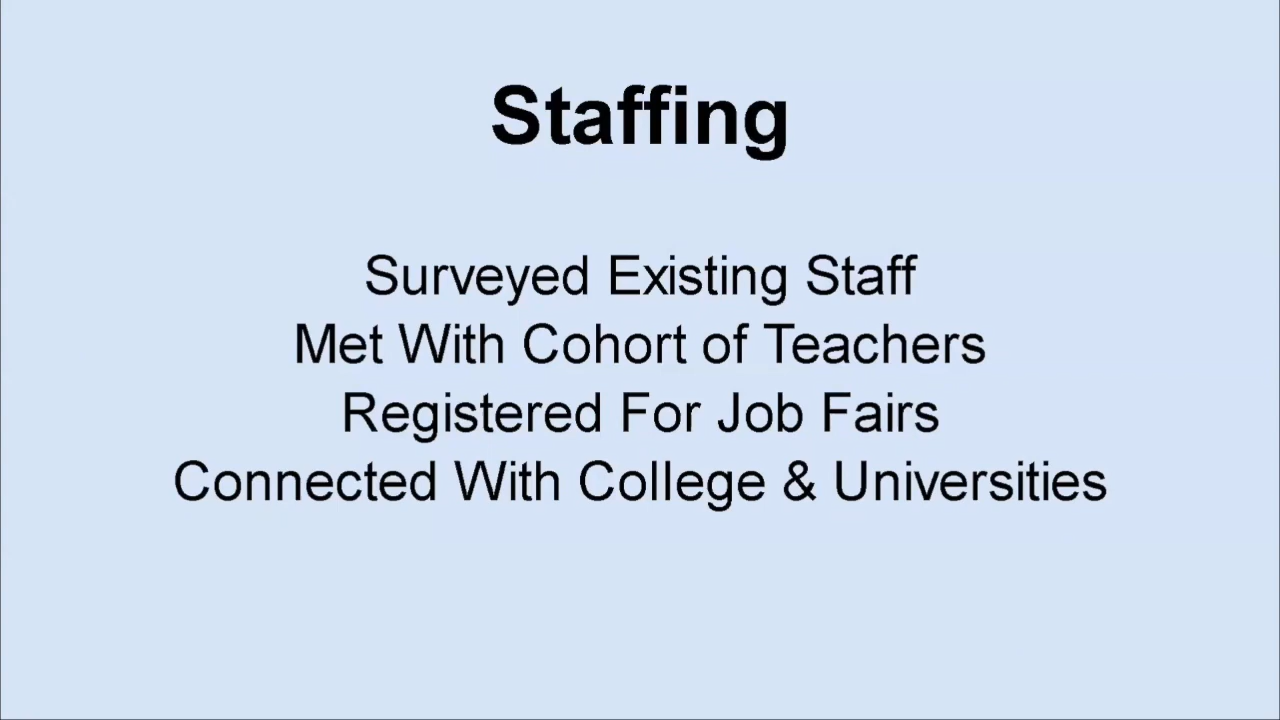 Staffing
Surveyed Existing Staff
Met With Cohort of Teachers
Registered For Job Fairs
Connected With College & Universities